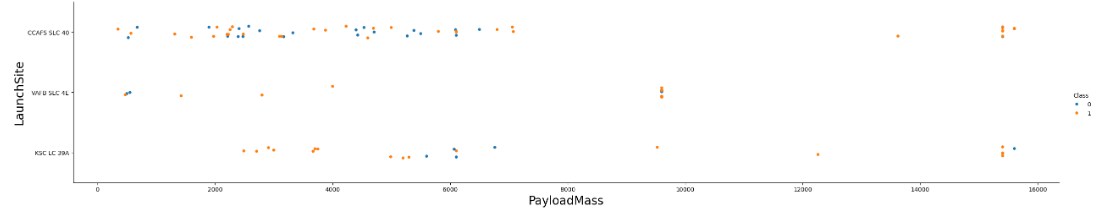 CCAFS SLC 40
VAFB SLC 4E
KSC LC 39A
LaunchSite
0
2000
4000
6000
8000
10000
12000
14000
16000
PayloadMass
Class
0
1